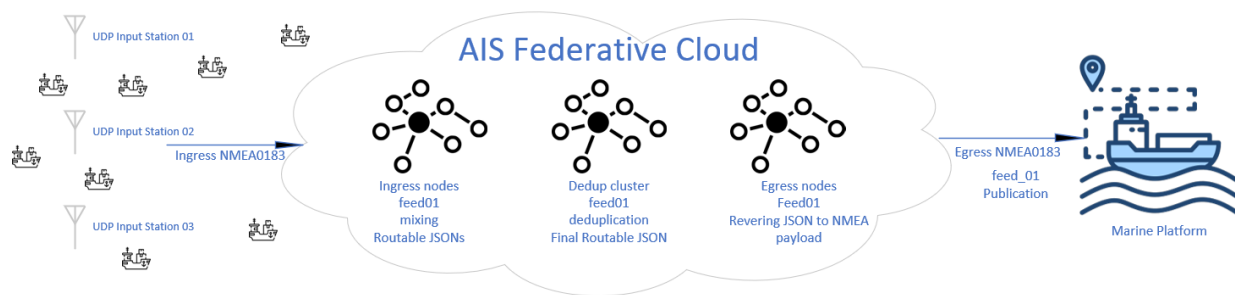 UDP Input Station 01
UDP Input Station 02
Ingress NMEA0183
UDP Input Station 03
AIS Federative Cloud
Ingress nodes
feed01
mixing
Routable JSONs
Dedup cluster
feed01
deduplication
Final Routable JSON
Egress nodes
Feed01
Revering JSON to NMEA
payload
Egress NMEA0183
feed_01
Publication
Marine Platform